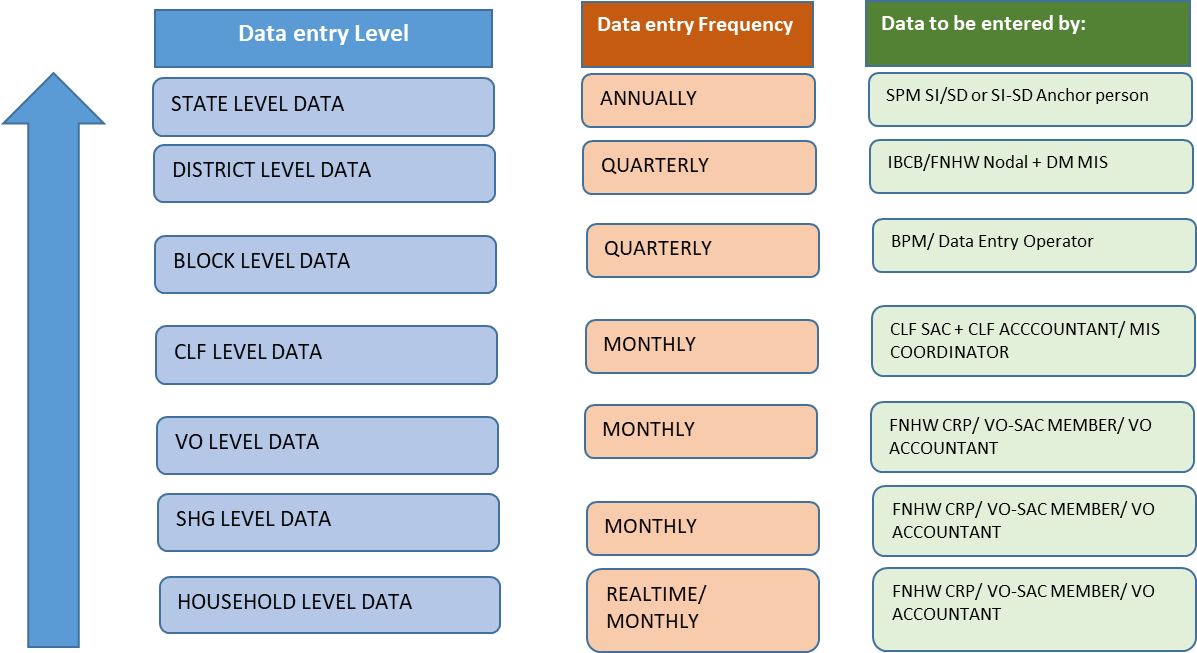 Data entry Level
Data entry Frequency
Data to be entered by:
STATE LEVEL DATA
ANNUALLY
SPM SI/SD or SI-SD Anchor person
DISTRICT LEVEL DATA
QUARTERLY
IBCB/FNHW Nodal + DM MIS
BLOCK LEVEL DATA
QUARTERLY
BPM/ Data Entry Operator
CLF LEVEL DATA
MONTHLY
CLF SAC + CLF ACCCOUNTANT/ MIS
COORDINATOR
VO LEVEL DATA
MONTHLY
FNHW CRP/ VO-SAC MEMBER/ VO
ACCOUNTANT
SHG LEVEL DATA
MONTHLY
FNHW CRP/ VO-SAC MEMBER/ VO
ACCOUNTANT
HOUSEHOLD LEVEL DATA
REALTIME/
MONTHLY
FNHW CRP/ VO-SAC MEMBER/ VO
ACCOUNTANT